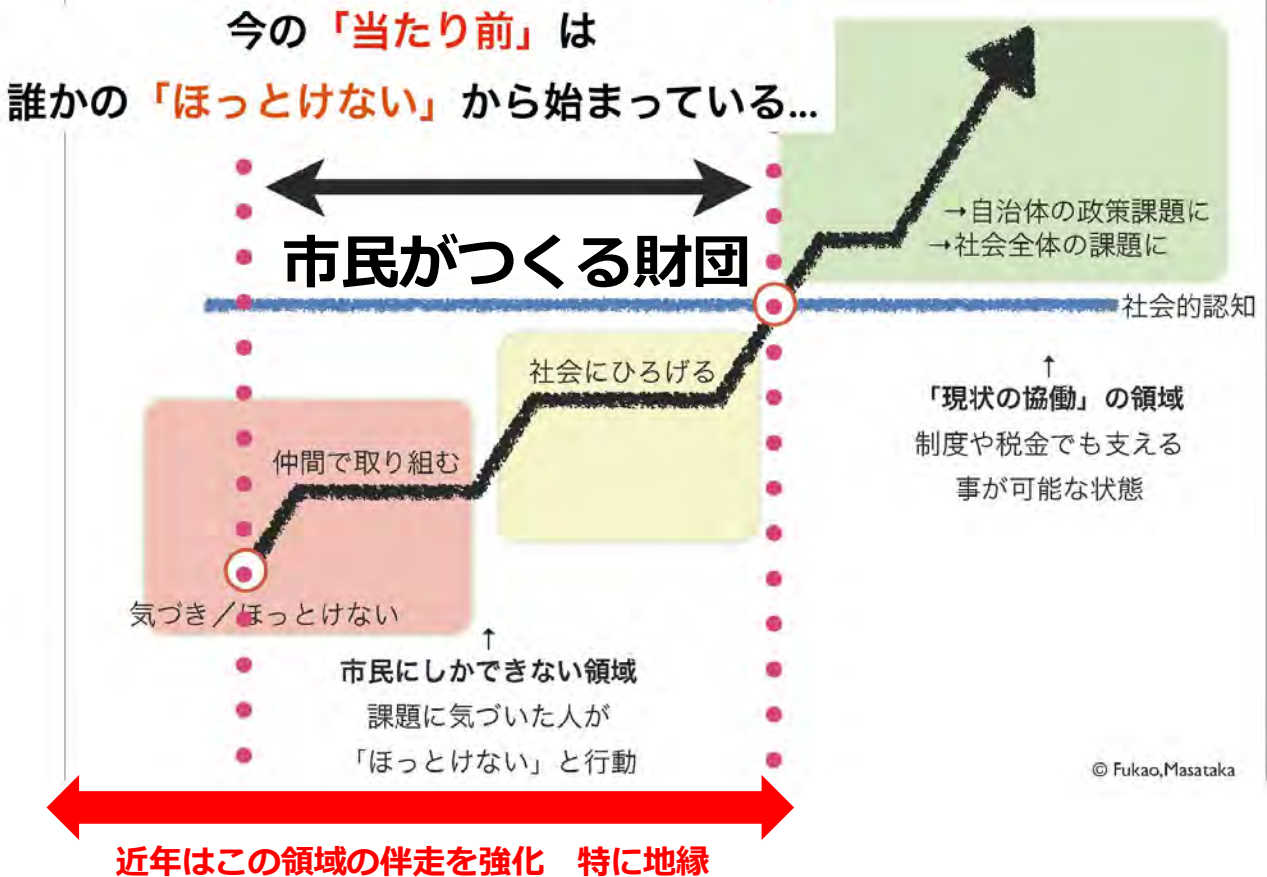 今の「当たり前」は
誰かの「ほっとけない」から始まっている...
市民がつくる財団
→自治体の政策課題に
→社会全体の課題に
社会的認知
社会にひろげる
↑
「現状の協働」の領域
制度や税金でも支える
事が可能な状態
仲間で取り組む
気づき/ほっとけない
↑
市民にしかできない領域
課題に気づいた人が
「ほっとけない」と行動
© Fukao,Masataka
近年はこの領域の伴走を強化　特に地縁